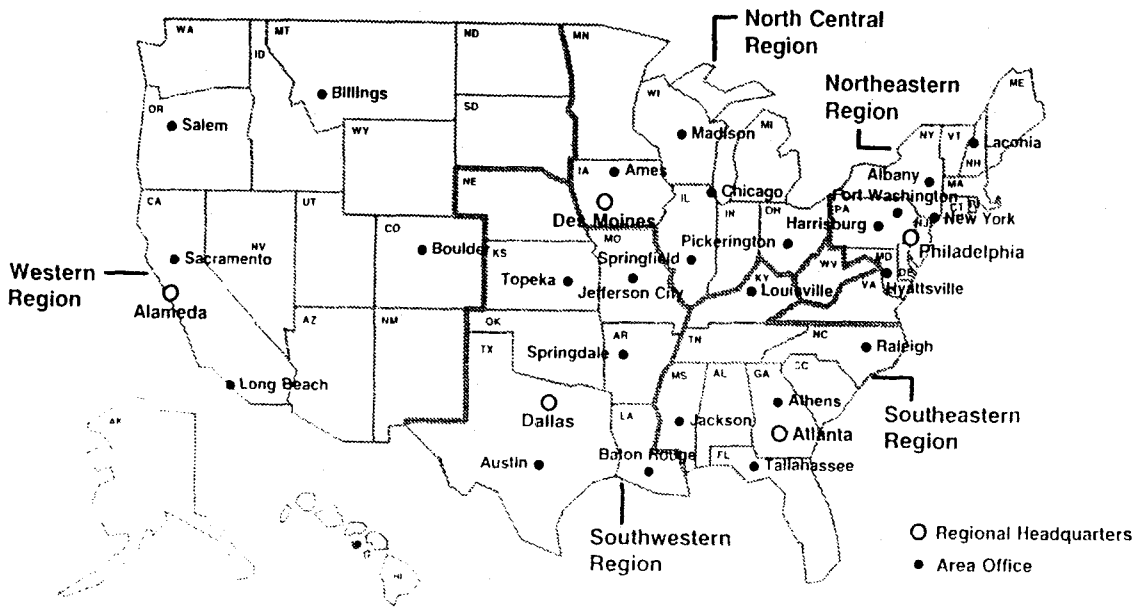 North Central
Region
Northeastern
Region
WA
MT
ND
MN
ID
ME
OR
Salem
Billings
SD
WI
Madison
MI
NY
VT
Laconia
NH
WY
IA
Ames
Albany
MA
NE
Des Moines
Chicago
Fort Washington
CT
CA
NV
UT
CO
IL
IN
OH
PA
Harrisburg
NJ
New York
Philadelphia
Sacramento
Boulder
KS
MO
Springfield
Pickerington
WV
MD
DE
Hyattsville
Western
Region
Topeka
Jefferson City
KY
Louisville
VA
Alameda
AZ
NM
OK
TX
AR
Springdale
TN
NC
Raleigh
SC
Long Beach
MS
AL
GA
Athens
Southeastern
Region
Dallas
LA
Jackson
Atlanta
AK
Austin
Baton Rouge
FL
Tallahassee
Southwestern
Region
HI
Regional Headquarters
Area Office